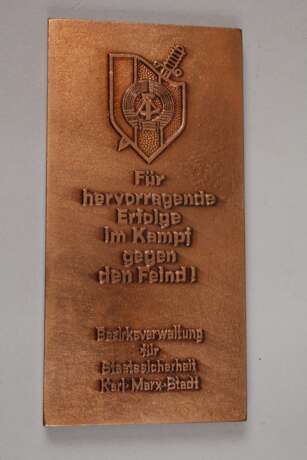 Für
hervorragende
Erfolge
im Kampf
gegen
den Feind!
Bezirksverwaltung
für
Staatssicherheit
Karl-Marx-Stadt